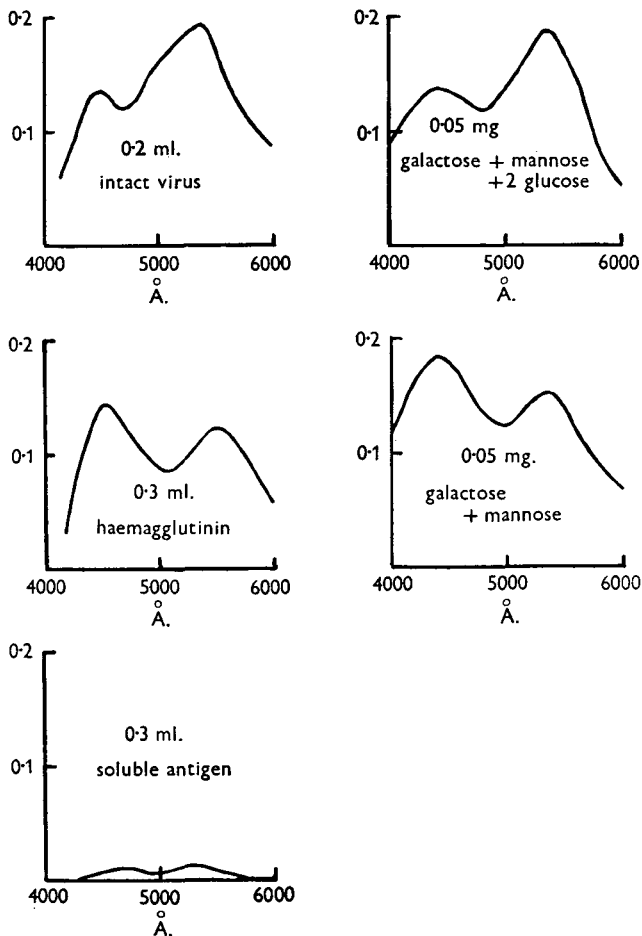 0·2
0·1
0·2 ml.
intact virus
4000 5000 6000
Å.
0·2
0·1
0·05 mg
galactose + mannose
+2 glucose
4000 5000 6000
Å.
0·2
0·1
0·3 ml.
haemagglutinin
4000 5000 6000
Å.
0·2
0·1
0·05 mg.
galactose
+ mannose
4000 5000 6000
Å.
0·2
0·1
0·3 ml.
soluble antigen
4000 5000 6000
Å.